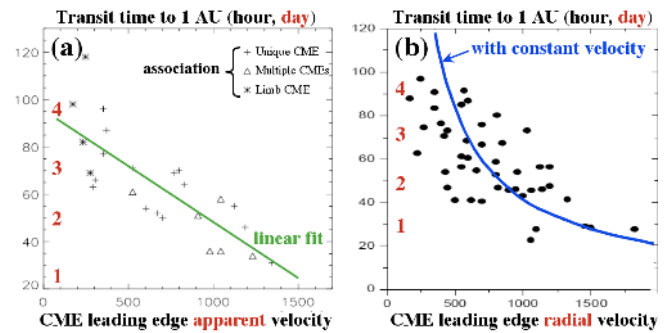 Transit time to 1 AU (hour, day)
(a)
association
+ Unique CME
△ Multiple CMEs
✳ Limb CME
linear fit
120
100
80
60
40
20
4
3
2
1
0 500 1000 1500
CME leading edge apparent velocity
Transit time to 1 AU (hour, day)
(b)
with constant velocity
120
100
80
60
40
20
0
4
3
2
1
0 500 1000 1500 2000
CME leading edge radial velocity